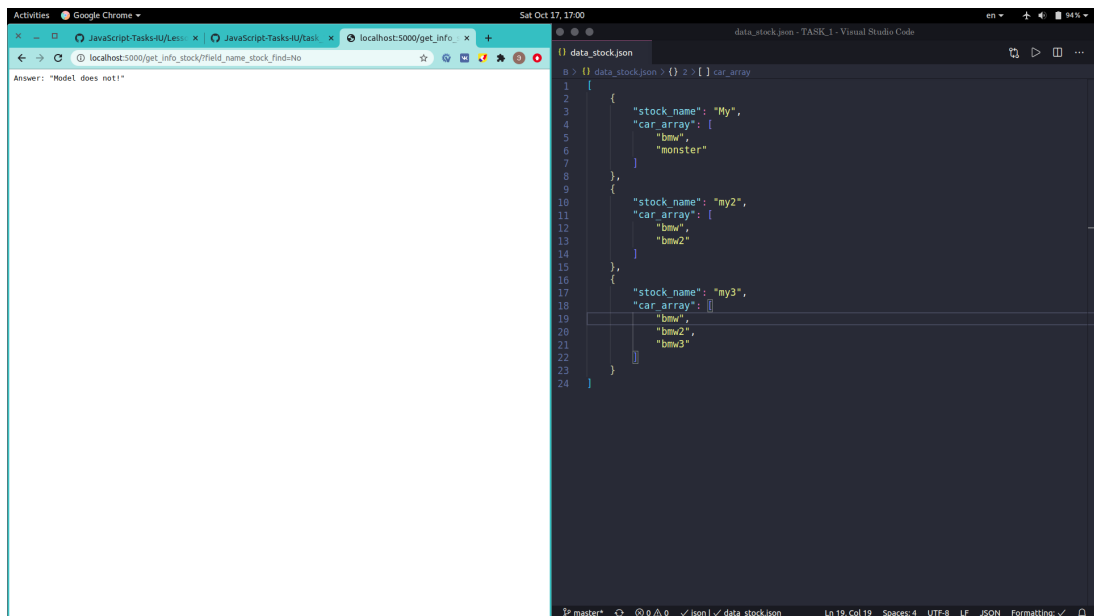 Activities Google Chrome Sat Oct 17, 17:00 en 94%
JavaScript-Tasks-IU/Less JavaScript-Tasks-IU/task_ localhost:5000/get_info_s
localhost:5000/get_info_stock/?field_name_stock_find=No
Answer: "Model does not!"
data_stock.json - TASK_1 - Visual Studio Code
{} data_stock.json
B > {} data_stock.json > {} 2 > [ ] car_array
1 [
2 {
3 "stock_name": "My",
4 "car_array": [
5 "bmw",
6 "monster"
7 ]
8 },
9 {
10 "stock_name": "my2",
11 "car_array": [
12 "bmw",
13 "bmw2"
14 ]
15 },
16 {
17 "stock_name": "my3",
18 "car_array": [
19 "bmw",
20 "bmw2",
21 "bmw3"
22 ]
23 }
24 ]
master* 0 0 json | data_stock.json Ln 19, Col 19 Spaces: 4 UTF-8 LF JSON Formatting: